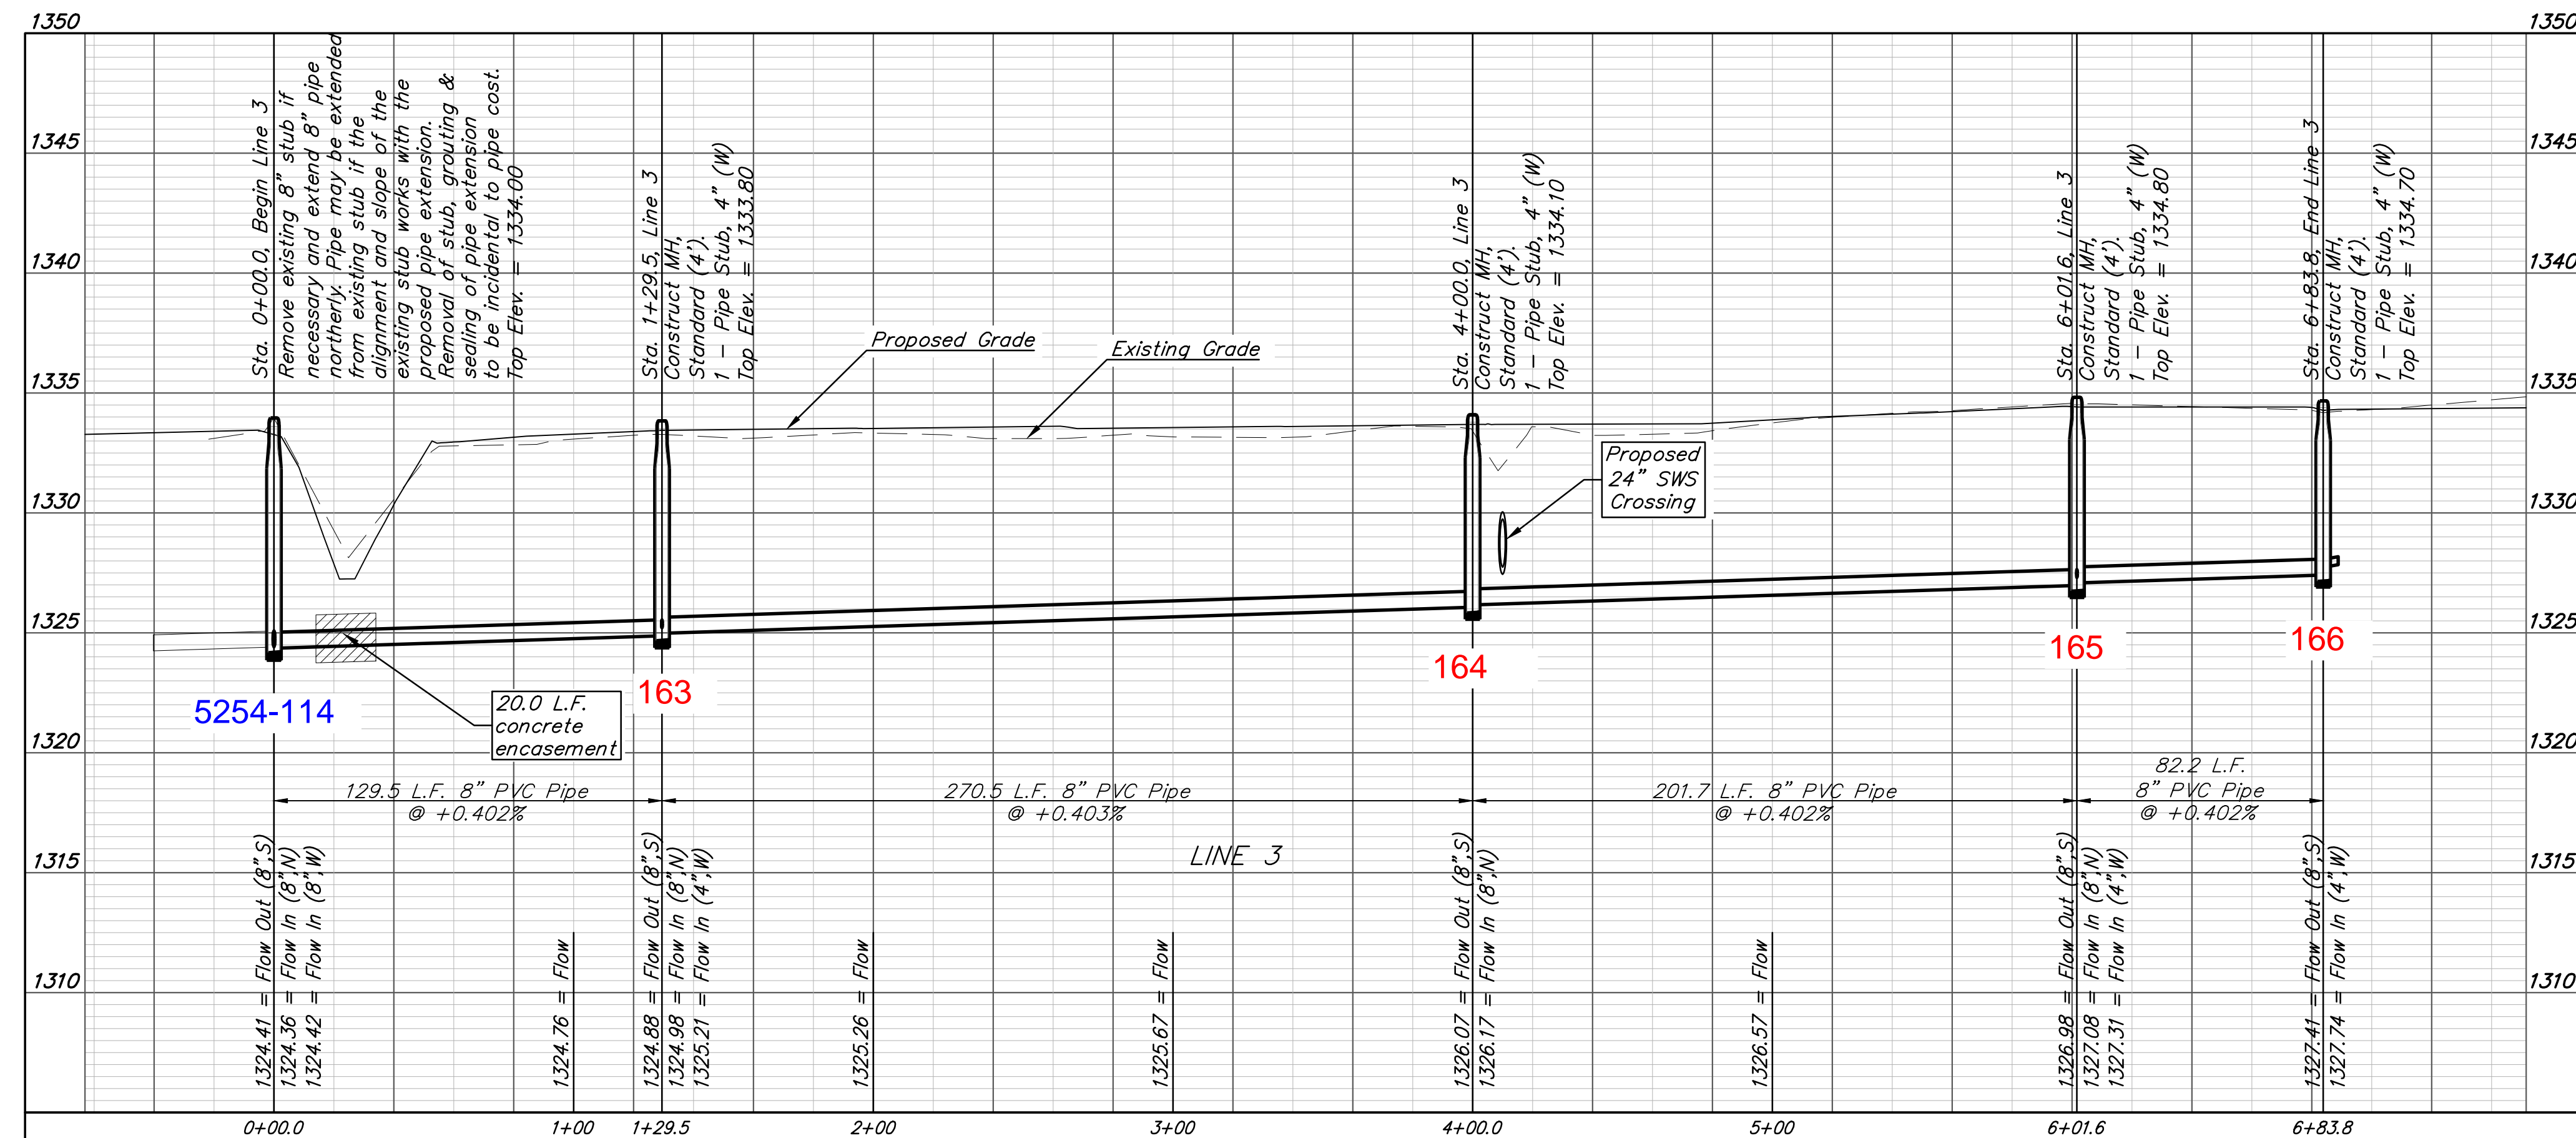 1350
1350
1345
1345
1340
1340
1335
1335
1330
1330
1325
1325
1320
1320
1315
1315
1310
1310
Sta. 0+00.0, Begin Line 3
Remove existing 8" stub if
necessary and extend 8" pipe
northerly. Pipe may be extended
from existing stub if the
alignment and slope of the
existing stub works with the
proposed pipe extension.
Removal of stub, grouting &
sealing of pipe extension
to be incidental to pipe cost.
Top Elev. = 1334.00
Sta. 1+29.5, Line 3
Construct MH,
Standard (4').
1 - Pipe Stub, 4" (W)
Top Elev. = 1333.80
Sta. 4+00.0, Line 3
Construct MH,
Standard (4').
1 - Pipe Stub, 4" (W)
Top Elev. = 1334.10
Sta. 6+01.6, Line 3
Construct MH,
Standard (4').
1 - Pipe Stub, 4" (W)
Top Elev. = 1334.80
Sta. 6+83.8, End Line 3
Construct MH,
Standard (4').
1 - Pipe Stub, 4" (W)
Top Elev. = 1334.70
Proposed Grade
Existing Grade
Proposed
24" SWS
Crossing
5254-114
163
164
165
166
20.0 L.F.
concrete
encasement
129.5 L.F. 8" PVC Pipe
@ +0.402%
270.5 L.F. 8" PVC Pipe
@ +0.403%
201.7 L.F. 8" PVC Pipe
@ +0.402%
82.2 L.F.
8" PVC Pipe
@ +0.402%
LINE 3
1324.41 = Flow Out (8",S)
1324.36 = Flow In (8",N)
1324.42 = Flow In (8",W)
1324.76 = Flow
1324.88 = Flow Out (8",S)
1324.98 = Flow In (8",N)
1325.21 = Flow In (4",W)
1325.26 = Flow
1325.67 = Flow
1326.07 = Flow Out (8",S)
1326.17 = Flow In (8",N)
1326.57 = Flow
1326.98 = Flow Out (8",S)
1327.08 = Flow In (8",N)
1327.31 = Flow In (4",W)
1327.41 = Flow Out (8",S)
1327.74 = Flow In (4",W)
0+00.0
1+00
1+29.5
2+00
3+00
4+00.0
5+00
6+01.6
6+83.8